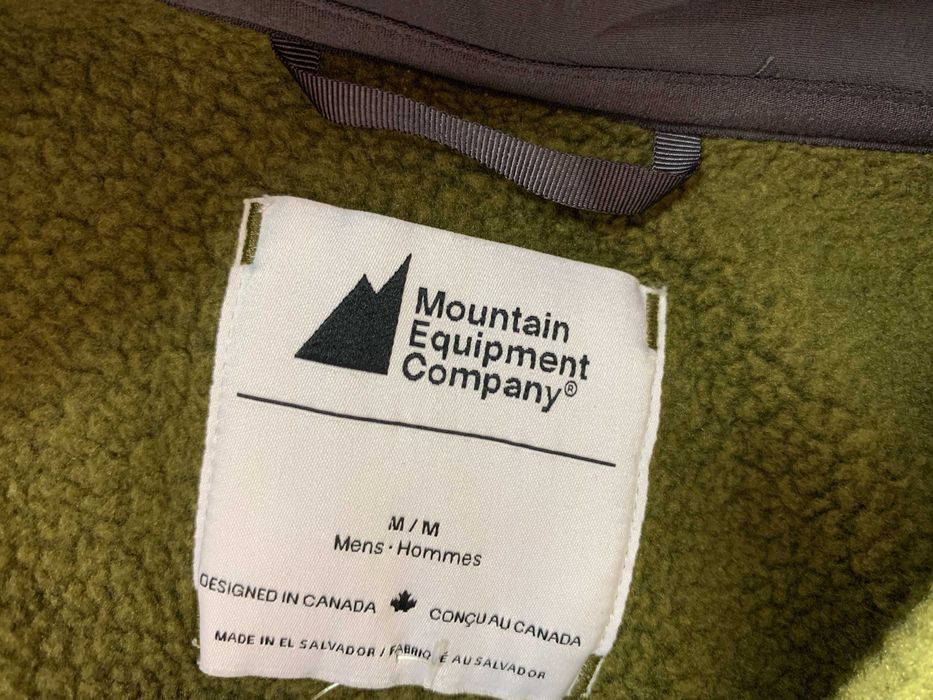 Mountain
Equipment
Company®
M / M
Mens · Hommes
DESIGNED IN CANADA CONÇU AU CANADA
MADE IN EL SALVADOR / FABRIQUÉ AU SALVADOR